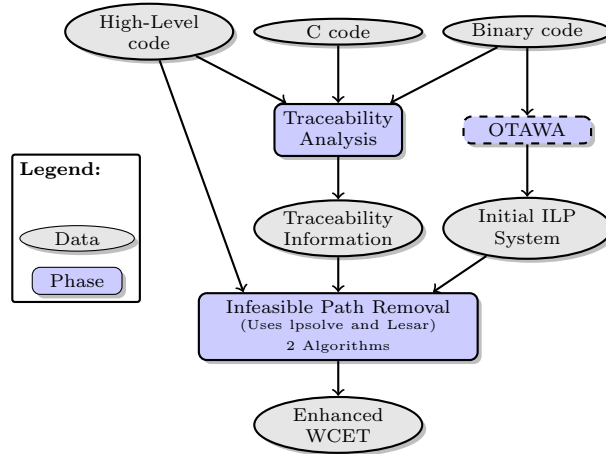 High-Level
code
C code
Binary code
Traceability
Analysis
OTAWA
Legend:
Data
Phase
Traceability
Information
Initial ILP
System
Infeasible Path Removal
(Uses lpsolve and Lesar)
2 Algorithms
Enhanced
WCET